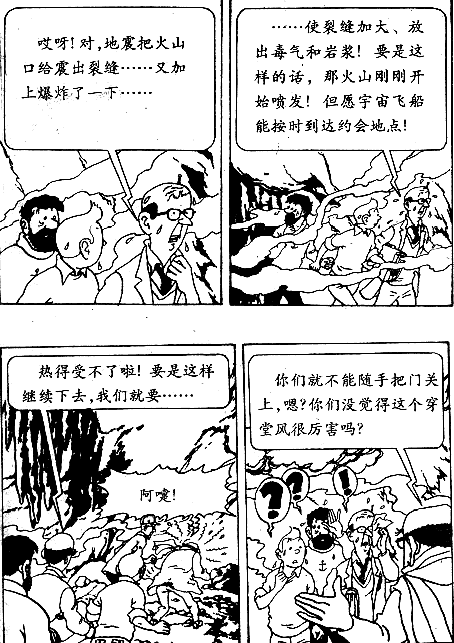 哎呀!对,地震把火山
口给震出裂缝……又加
上爆炸了一下……
……使裂缝加大、放
出毒气和岩浆!要是这
样的话,那火山刚刚开
始喷发!但愿宇宙飞船
能按时到达约会地点!
热得受不了啦!要是这样
继续下去,我们就要……
阿嚏!
你们就不能随手把门关
上,嗯?你们没觉得这个穿
堂风很厉害吗?
? ? !